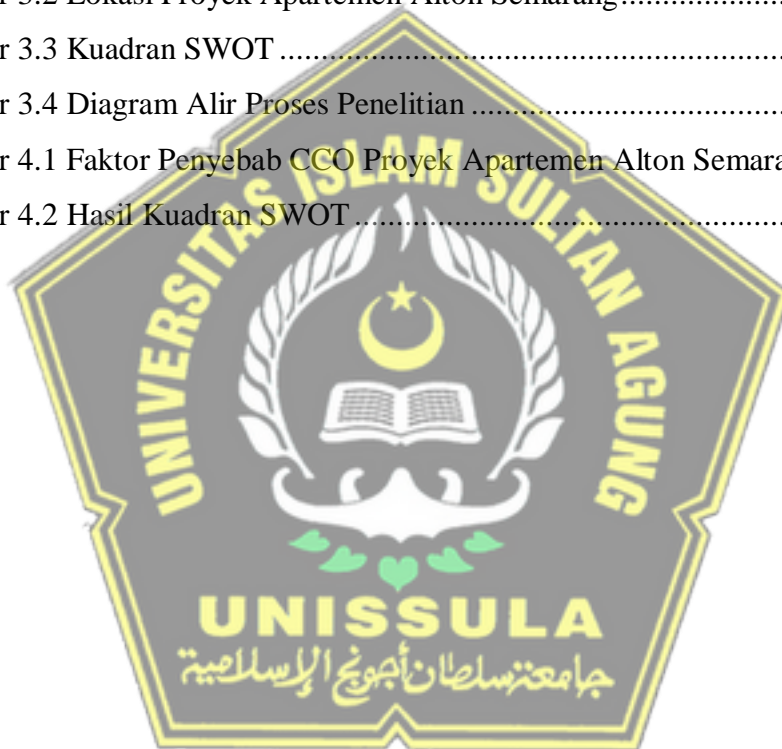 r 3.2 Lokasi Proyek Apartemen Alton Semarang
r 3.3 Kuadran SWOT
r 3.4 Diagram Alir Proses Penelitian
r 4.1 Faktor Penyebab CCO Proyek Apartemen Alton Semara
r 4.2 Hasil Kuadran SWOT
UNIVERSITAS ISLAM SULTAN AGUNG
UNISSULA
جامعتنسلطان أجونج الإسلامية